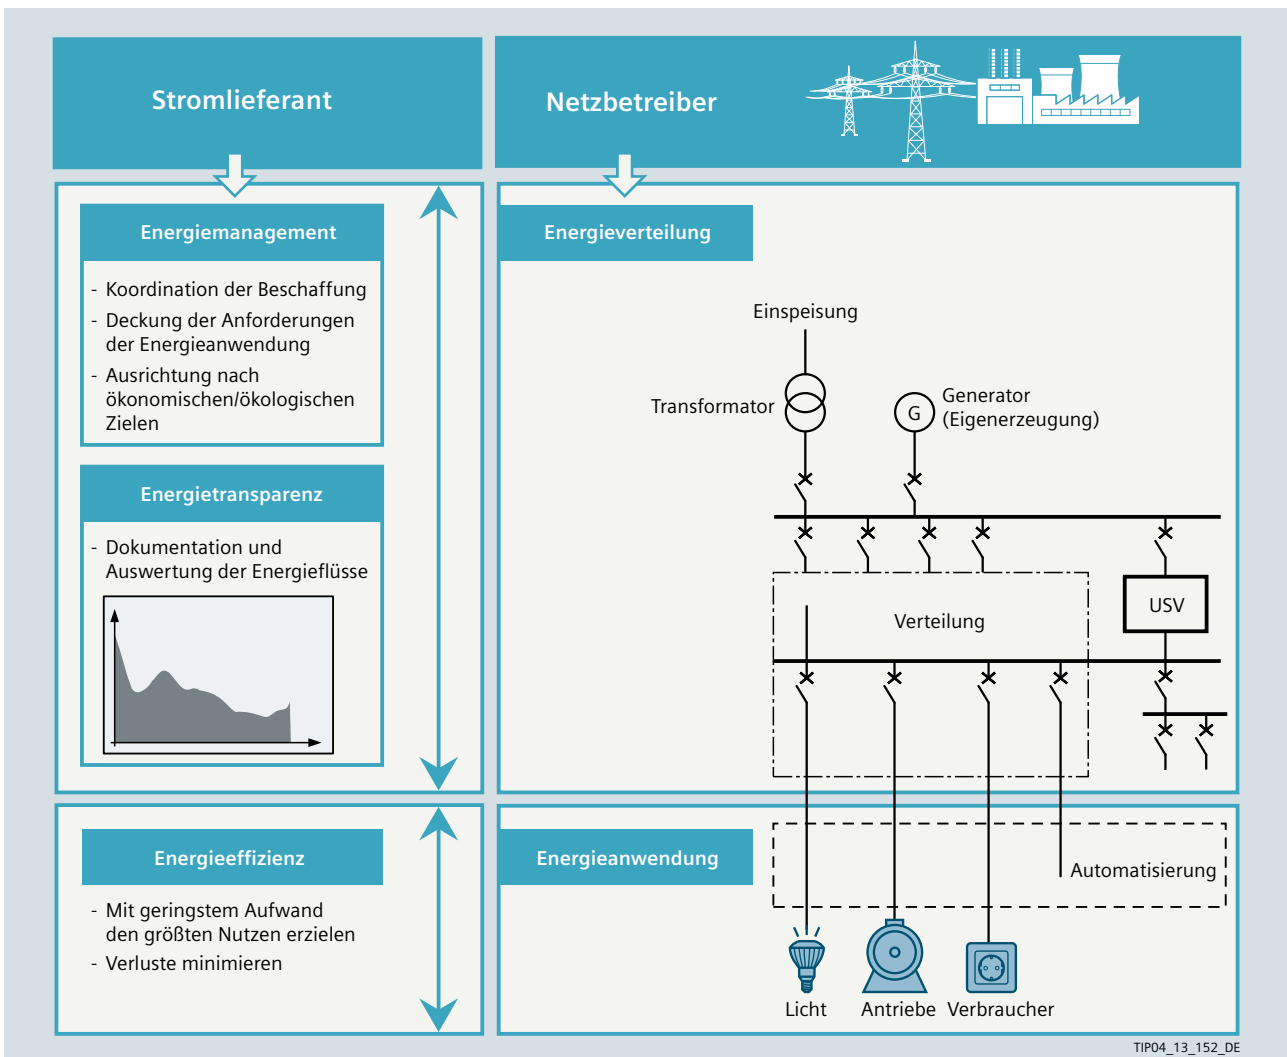 Stromlieferant
Netzbetreiber
Energiemanagement
- Koordination der Beschaffung
- Deckung der Anforderungen
der Energieanwendung
- Ausrichtung nach
ökonomischen/ökologischen
Zielen
Energietransparenz
- Dokumentation und
Auswertung der Energieflüsse
Energieverteilung
Einspeisung
Transformator
G
Generator
(Eigenerzeugung)
Verteilung
USV
Energieeffizienz
- Mit geringstem Aufwand
den größten Nutzen erzielen
- Verluste minimieren
Energieanwendung
Automatisierung
Licht
Antriebe
Verbraucher
TIP04_13_152_DE